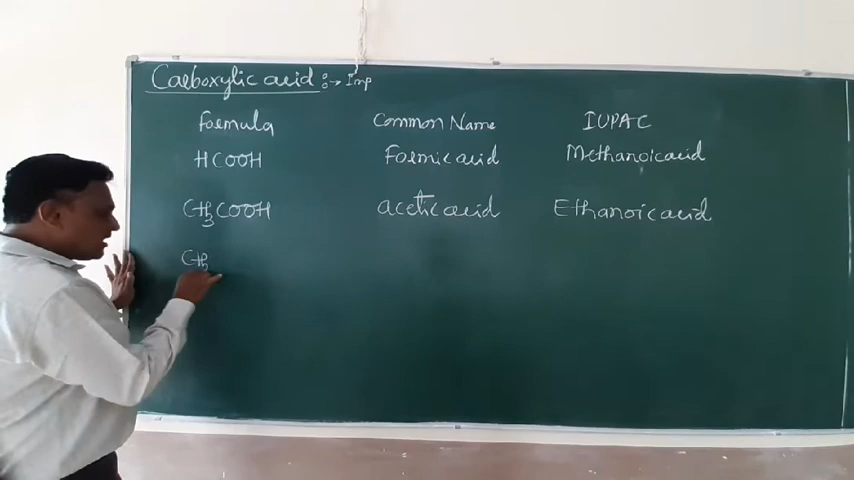 Carboxylic acid :→ Imp
Formula Common Name IUPAC
HCOOH Formic acid Methanoic acid
CH3COOH acetic acid Ethanoic acid
CH3